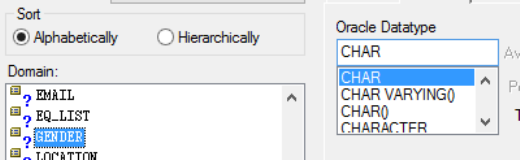 Sort
Alphabetically
Hierarchically
Domain:
EMAIL
EQ_LIST
GENDER
LOCATION
Oracle Datatype
CHAR
CHAR
CHAR VARYING()
CHAR()
CHARACTER